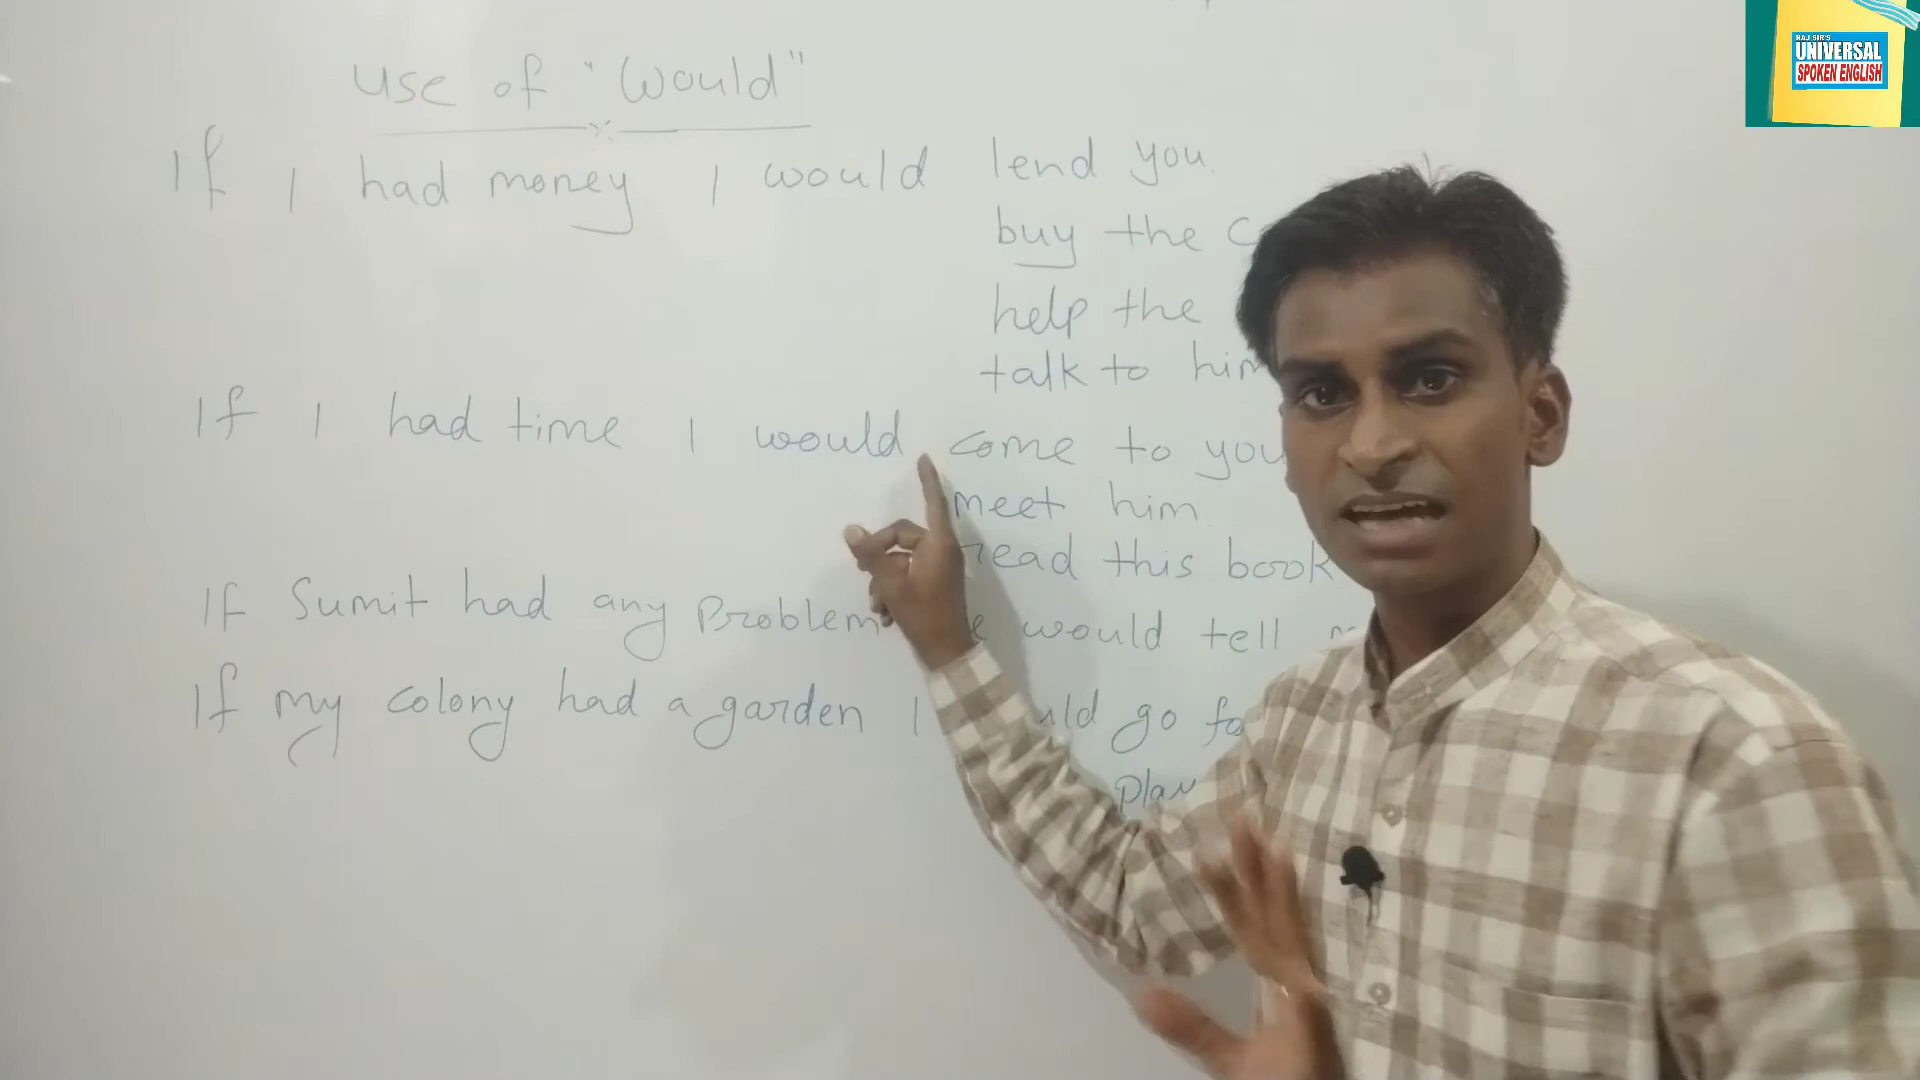 use of "would"
If I had money I would lend you.
buy the
help the
talk to him
If I had time I would come to you
meet him
read this book
If Sumit had any Problem would tell
If my colony had a garden I go
RAJ SIR'S
UNIVERSAL
SPOKEN ENGLISH